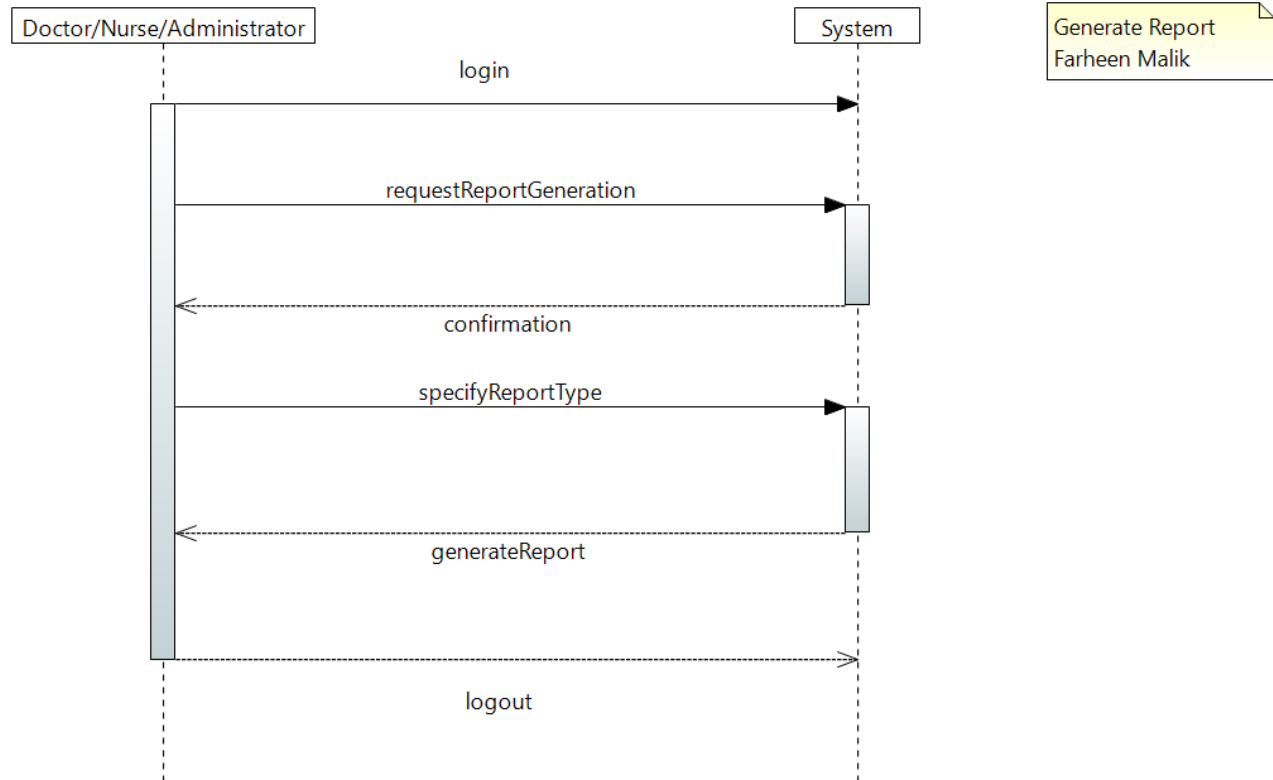 Doctor/Nurse/Administrator
System
Generate Report
Farheen Malik
login
requestReportGeneration
confirmation
specifyReportType
generateReport
logout